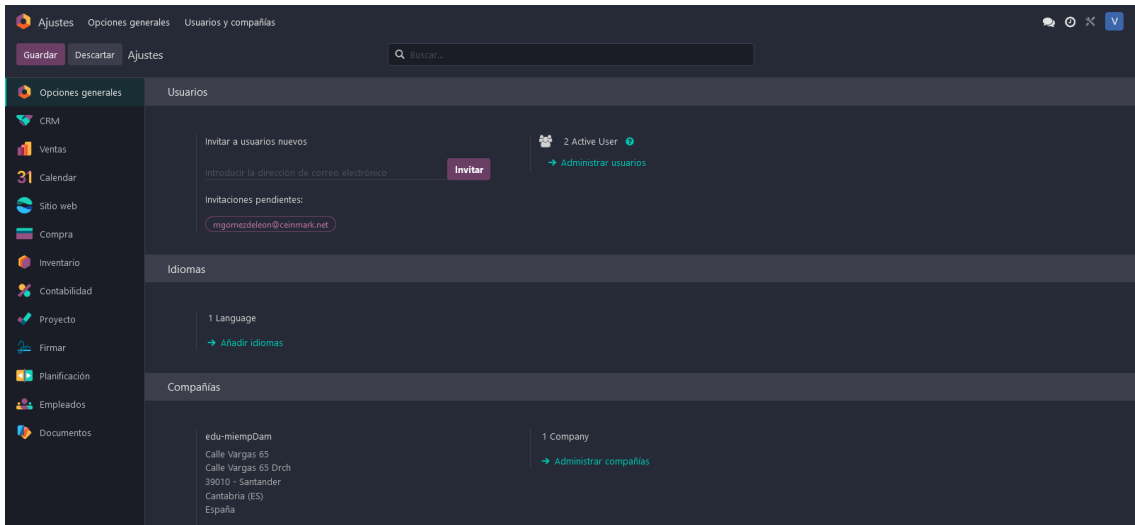 Ajustes Opciones generales Usuarios y compañías V
Guardar Descartar Ajustes Buscar...
Opciones generales
CRM
Ventas
31 Calendar
Sitio web
Compra
Inventario
Contabilidad
Proyecto
Firmar
Planificación
Empleados
Documentos
Usuarios
Invitar a usuarios nuevos
Introducir la dirección de correo electrónico Invitar
Invitaciones pendientes:
mgomezdeleon@ceinmark.net
2 Active User ?
→ Administrar usuarios
Idiomas
1 Language
→ Añadir idiomas
Compañías
edu-miempDam
Calle Vargas 65
Calle Vargas 65 Drch
39010 - Santander
Cantabria (ES)
España
1 Company
→ Administrar compañías